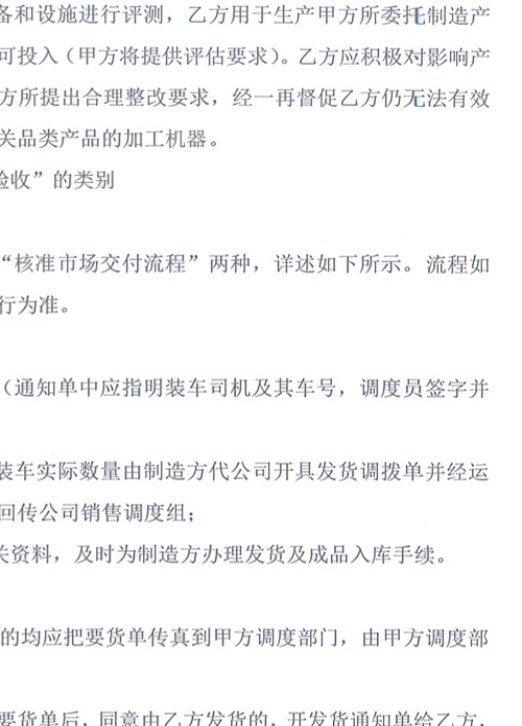 备和设施进行评测，乙方用于生产甲方所委托制造产
可投入（甲方将提供评估要求）。乙方应积极对影响产
方所提出合理整改要求，经一再督促乙方仍无法有效
关品类产品的加工机器。
验收”的类别
“核准市场交付流程”两种，详述如下所示。流程如
行为准。
（通知单中应指明装车司机及其车号，调度员签字并
装车实际数量由制造方代公司开具发货调拨单并经运
回传公司销售调度组；
关资料，及时为制造方办理发货及成品入库手续。
的均应把要货单传真到甲方调度部门，由甲方调度部
要货单后，同意由乙方发货的，开发货通知单给乙方，